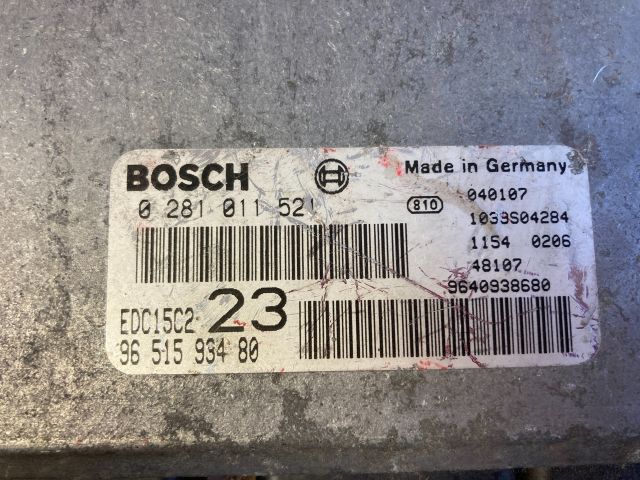 BOSCH
Made in Germany
0 281 011 521
810
040107
1039S04284
1154 0206
48107
9640938680
EDC15C2 23
96 515 934 80